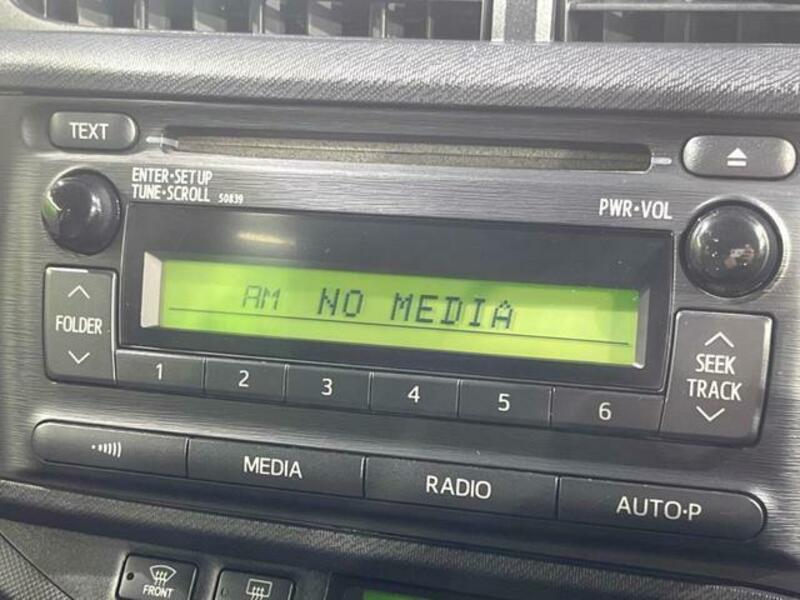 TEXT
ENTER•SETUP
TUNE•SCROLL 50839
PWR•VOL
AM NO MEDIA
FOLDER
SEEK
TRACK
1 2 3 4 5 6
MEDIA
RADIO
AUTO•P
FRONT